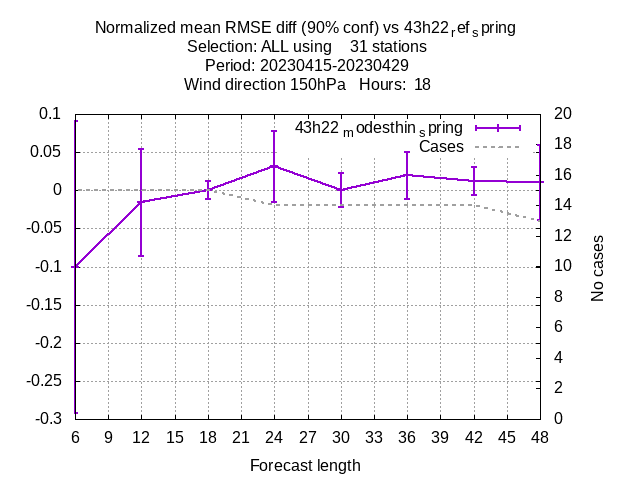 Normalized mean RMSE diff (90% conf) vs 43h22refspring
Selection: ALL using 31 stations
Period: 20230415-20230429
Wind direction 150hPa Hours: 18
43h22modesthinspring
Cases
0.1
0.05
0
-0.05
-0.1
-0.15
-0.2
-0.25
-0.3
20
18
16
14
12
10
8
6
4
2
0
No cases
6 9 12 15 18 21 24 27 30 33 36 39 42 45 48
Forecast length